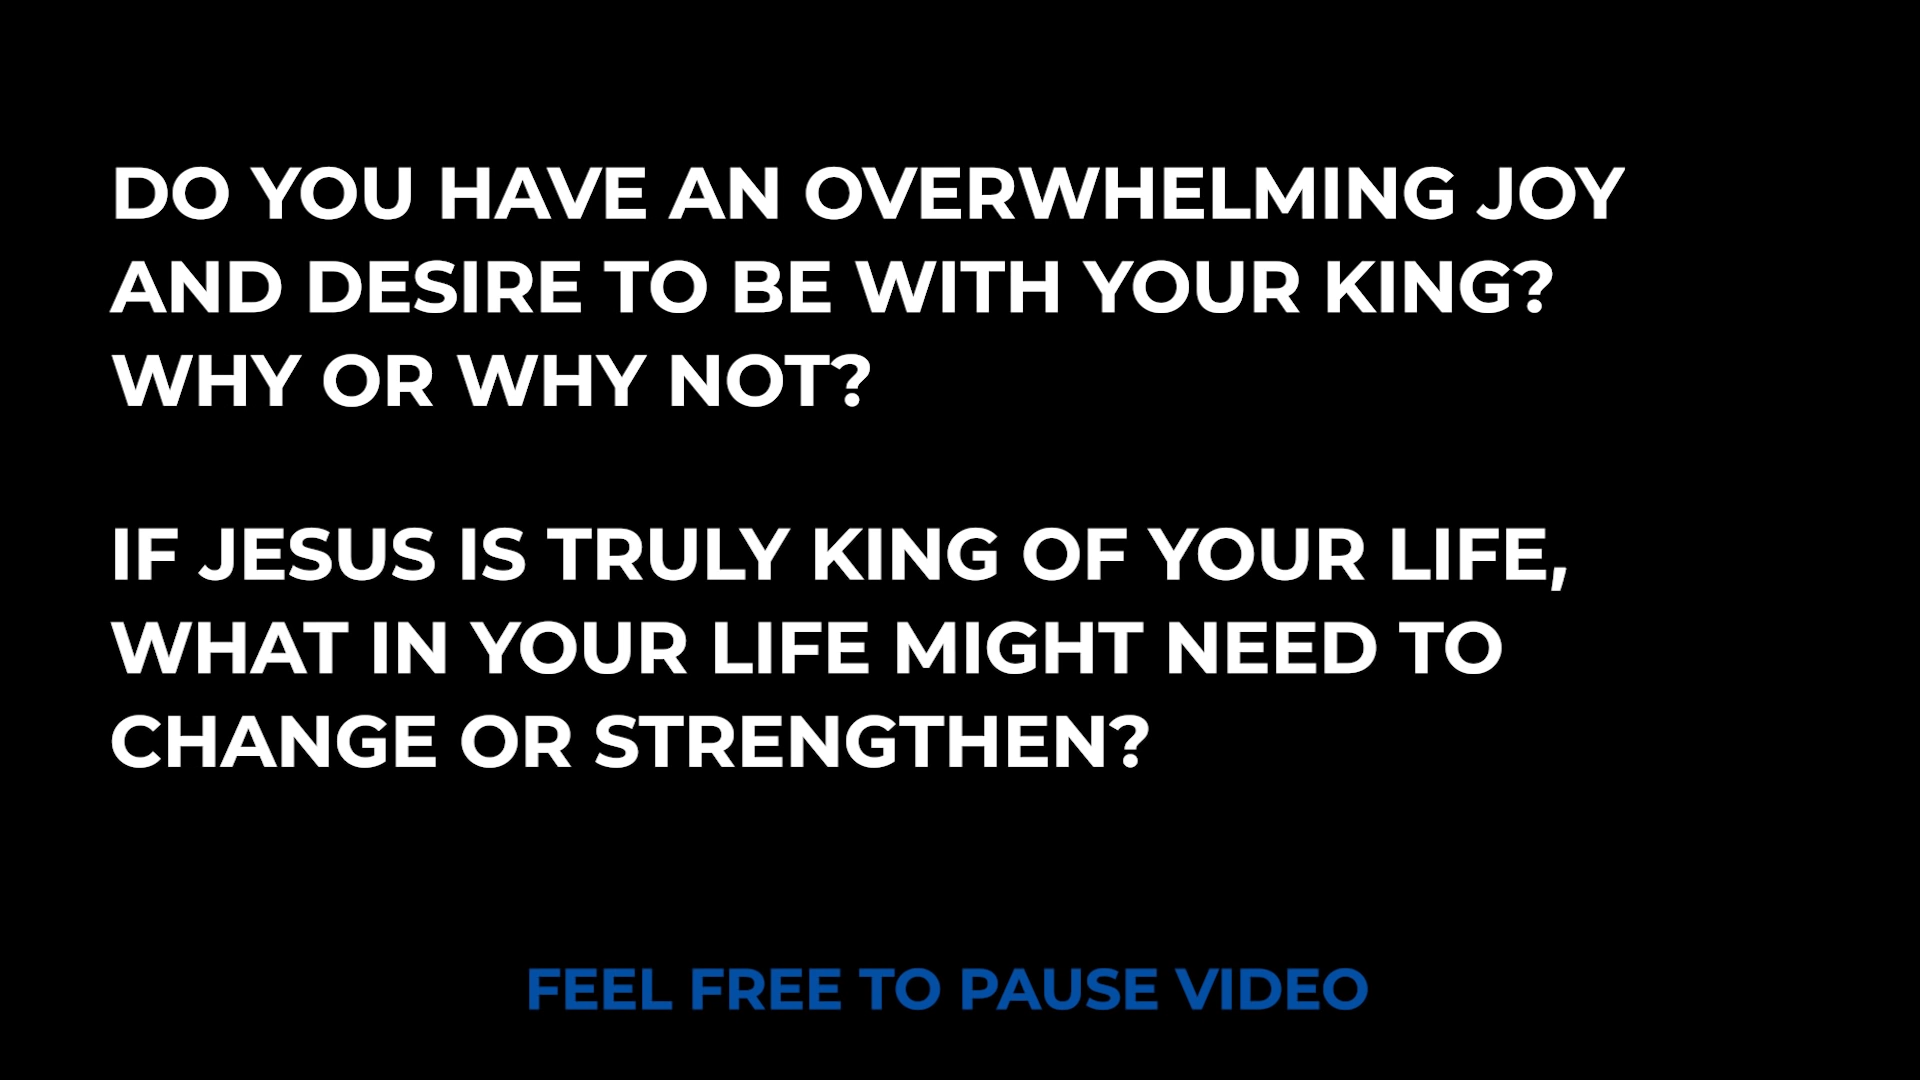 DO YOU HAVE AN OVERWHELMING JOY
AND DESIRE TO BE WITH YOUR KING?
WHY OR WHY NOT?
IF JESUS IS TRULY KING OF YOUR LIFE,
WHAT IN YOUR LIFE MIGHT NEED TO
CHANGE OR STRENGTHEN?
FEEL FREE TO PAUSE VIDEO